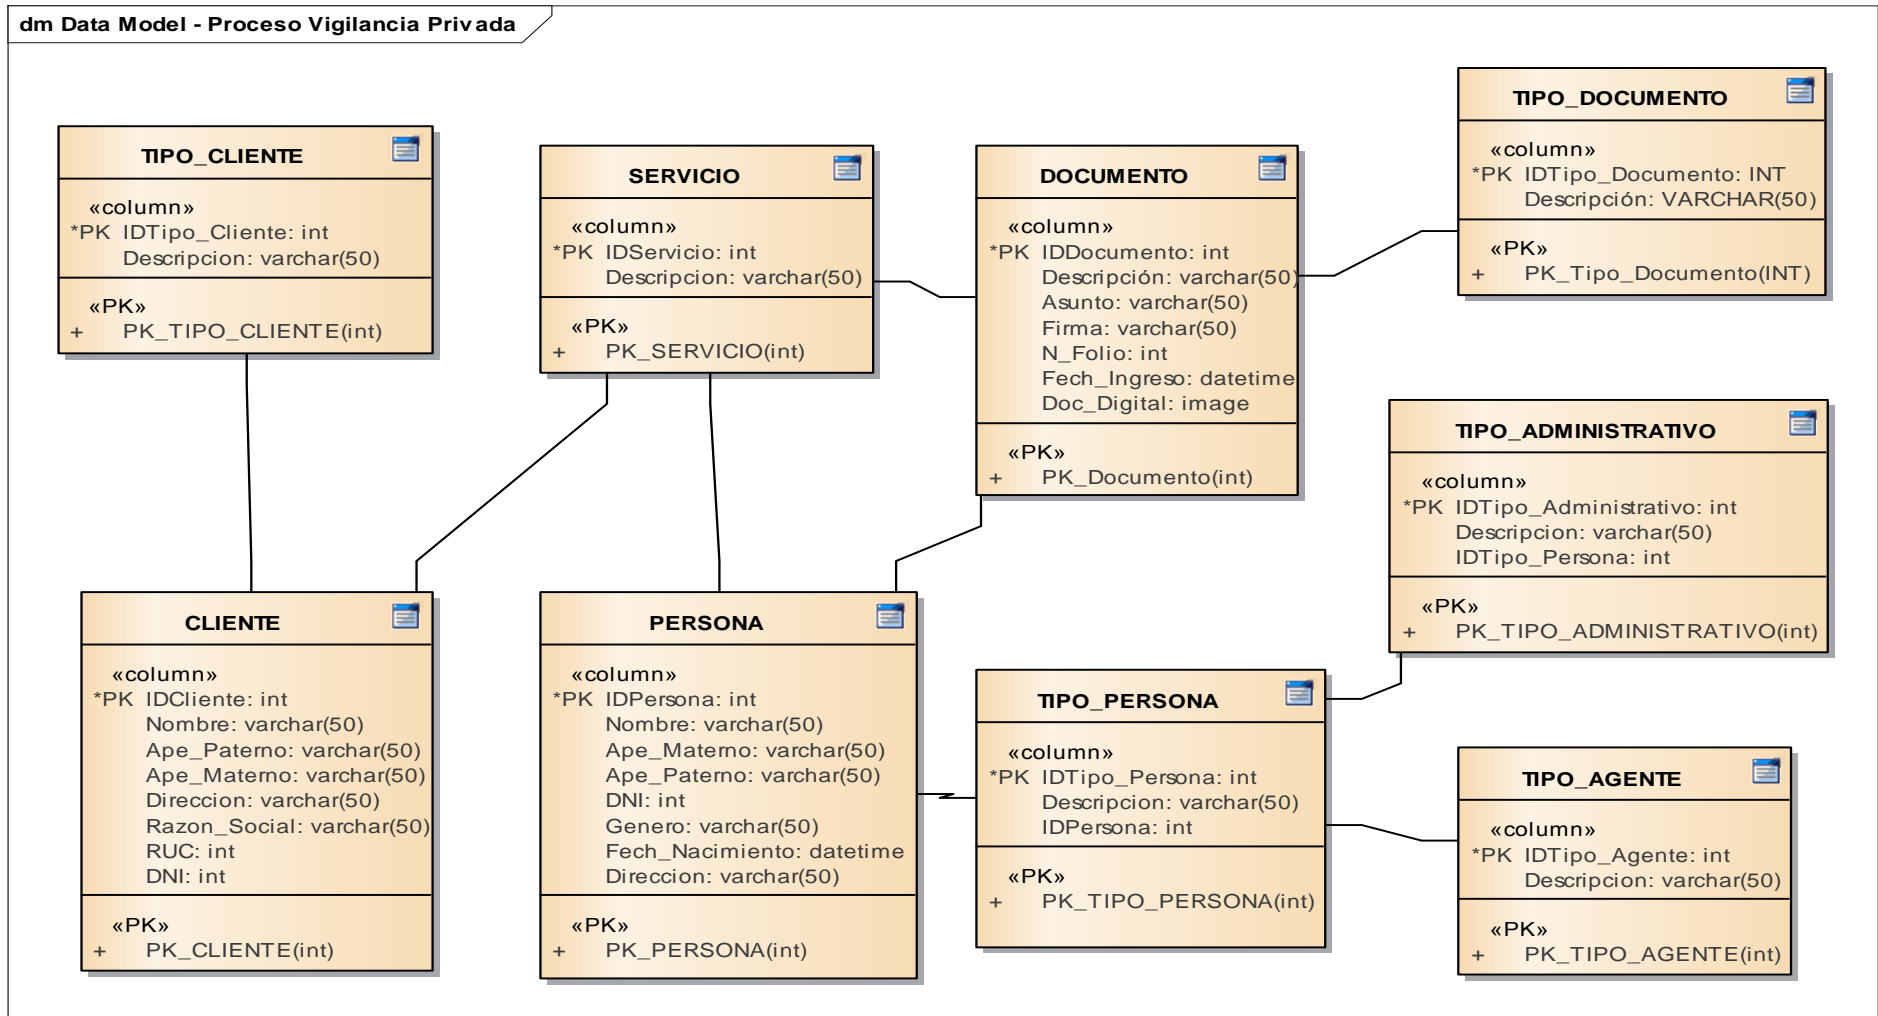 dm Data Model - Proceso Vigilancia Privada
TIPO_CLIENTE
«column»
*PK IDTipo_Cliente: int
Descripcion: varchar(50)
«PK»
+ PK_TIPO_CLIENTE(int)
SERVICIO
«column»
*PK IDServicio: int
Descripcion: varchar(50)
«PK»
+ PK_SERVICIO(int)
DOCUMENTO
«column»
*PK IDDocumento: int
Descripción: varchar(50)
Asunto: varchar(50)
Firma: varchar(50)
N_Folio: int
Fech_Ingreso: datetime
Doc_Digital: image
«PK»
+ PK_Documento(int)
TIPO_DOCUMENTO
«column»
*PK IDTipo_Documento: INT
Descripción: VARCHAR(50)
«PK»
+ PK_Tipo_Documento(INT)
TIPO_ADMINISTRATIVO
«column»
*PK IDTipo_Administrativo: int
Descripcion: varchar(50)
IDTipo_Persona: int
«PK»
+ PK_TIPO_ADMINISTRATIVO(int)
CLIENTE
«column»
*PK IDCliente: int
Nombre: varchar(50)
Ape_Paterno: varchar(50)
Ape_Materno: varchar(50)
Direccion: varchar(50)
Razon_Social: varchar(50)
RUC: int
DNI: int
«PK»
+ PK_CLIENTE(int)
PERSONA
«column»
*PK IDPersona: int
Nombre: varchar(50)
Ape_Materno: varchar(50)
Ape_Paterno: varchar(50)
DNI: int
Genero: varchar(50)
Fech_Nacimiento: datetime
Direccion: varchar(50)
«PK»
+ PK_PERSONA(int)
TIPO_PERSONA
«column»
*PK IDTipo_Persona: int
Descripcion: varchar(50)
IDPersona: int
«PK»
+ PK_TIPO_PERSONA(int)
TIPO_AGENTE
«column»
*PK IDTipo_Agente: int
Descripcion: varchar(50)
«PK»
+ PK_TIPO_AGENTE(int)